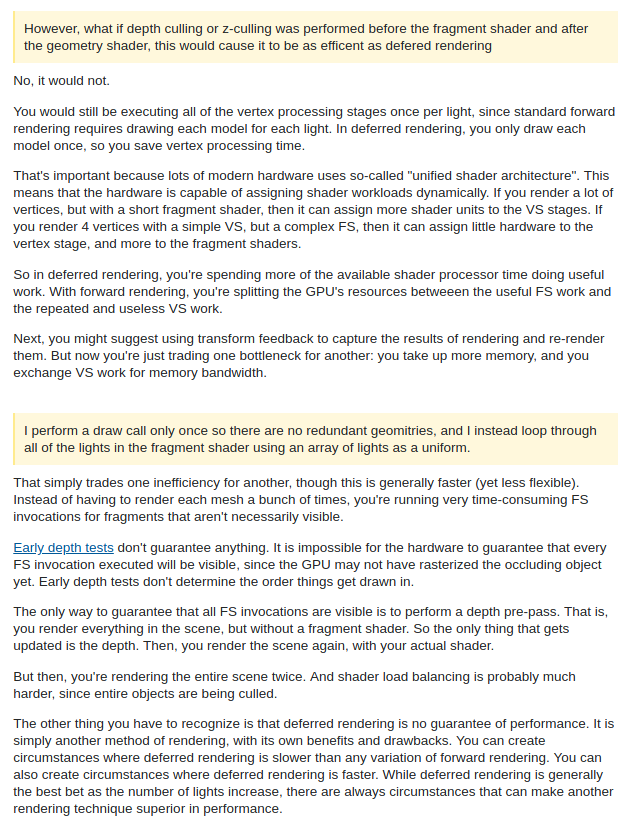 However, what if depth culling or z-culling was performed before the fragment shader and after
the geometry shader, this would cause it to be as efficent as defered rendering
No, it would not.
You would still be executing all of the vertex processing stages once per light, since standard forward
rendering requires drawing each model for each light. In deferred rendering, you only draw each
model once, so you save vertex processing time.
That's important because lots of modern hardware uses so-called "unified shader architecture". This
means that the hardware is capable of assigning shader workloads dynamically. If you render a lot of
vertices, but with a short fragment shader, then it can assign more shader units to the VS stages. If
you render 4 vertices with a simple VS, but a complex FS, then it can assign little hardware to the
vertex stage, and more to the fragment shaders.
So in deferred rendering, you're spending more of the available shader processor time doing useful
work. With forward rendering, you're splitting the GPU's resources betweeen the useful FS work and
the repeated and useless VS work.
Next, you might suggest using transform feedback to capture the results of rendering and re-render
them. But now you're just trading one bottleneck for another: you take up more memory, and you
exchange VS work for memory bandwidth.
I perform a draw call only once so there are no redundant geomitries, and I instead loop through
all of the lights in the fragment shader using an array of lights as a uniform.
That simply trades one inefficiency for another, though this is generally faster (yet less flexible).
Instead of having to render each mesh a bunch of times, you're running very time-consuming FS
invocations for fragments that aren't necessarily visible.
Early depth tests don't guarantee anything. It is impossible for the hardware to guarantee that every
FS invocation executed will be visible, since the GPU may not have rasterized the occluding object
yet. Early depth tests don't determine the order things get drawn in.
The only way to guarantee that all FS invocations are visible is to perform a depth pre-pass. That is,
you render everything in the scene, but without a fragment shader. So the only thing that gets
updated is the depth. Then, you render the scene again, with your actual shader.
But then, you're rendering the entire scene twice. And shader load balancing is probably much
harder, since entire objects are being culled.
The other thing you have to recognize is that deferred rendering is no guarantee of performance. It is
simply another method of rendering, with its own benefits and drawbacks. You can create
circumstances where deferred rendering is slower than any variation of forward rendering. You can
also create circumstances where deferred rendering is faster. While deferred rendering is generally
the best bet as the number of lights increase, there are always circumstances that can make another
rendering technique superior in performance.